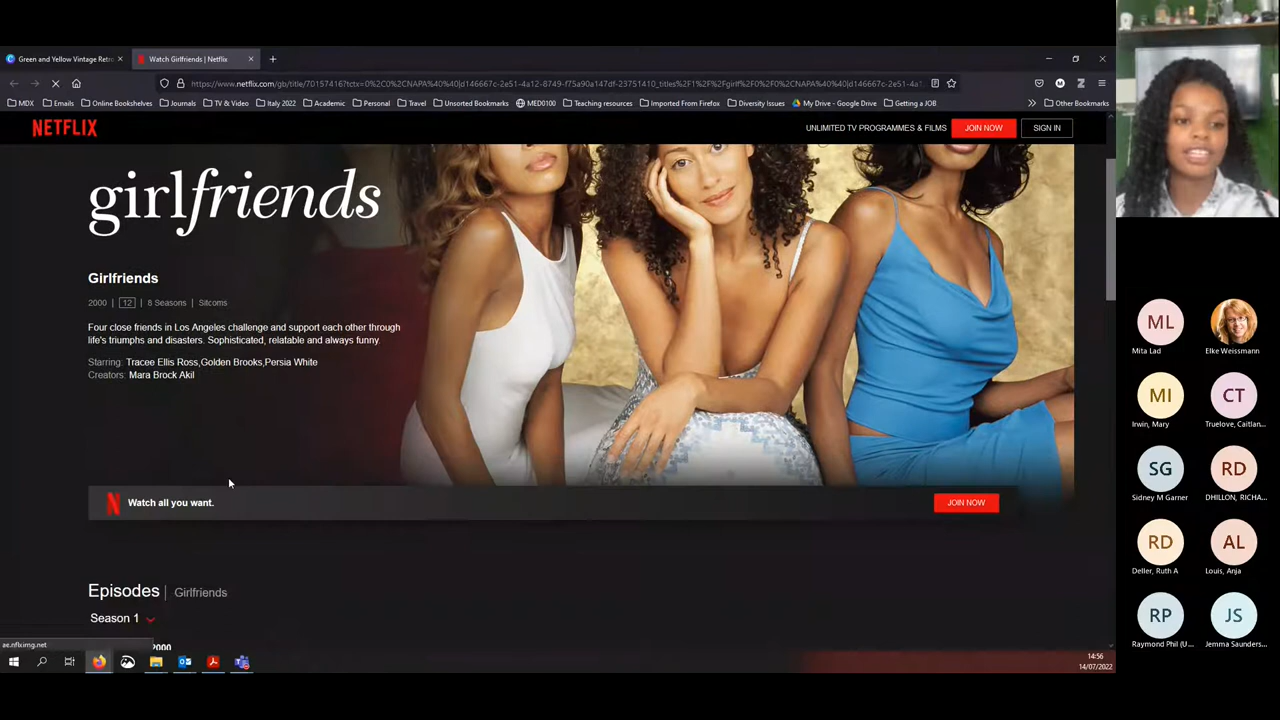 Green and Yellow Vintage Retro
Watch Girlfriends | Netflix
MDX Emails Online Bookshelves Journals TV & Video Italy 2022 Academic Personal Travel Unsorted Bookmarks MED0100 Teaching resources Imported From Firefox Diversity Issues My Drive - Google Drive Getting a JOB Other Bookmarks
NETFLIX
UNLIMITED TV PROGRAMMES & FILMS JOIN NOW SIGN IN
girlfriends
Girlfriends
2000 | 12 | 8 Seasons | Sitcoms
Four close friends in Los Angeles challenge and support each other through
life's triumphs and disasters. Sophisticated, relatable and always funny.
Starring: Tracee Ellis Ross,Golden Brooks,Persia White
Creators: Mara Brock Akil
N Watch all you want. JOIN NOW
Episodes | Girlfriends
Season 1
ae.nflximg.net
14:56
14/07/2022
ML
Mita Lad
Elke Weissmann
MI
Irwin, Mary
CT
Truelove, Caitlan...
SG
Sidney M Garner
RD
DHILLON, RICHA...
RD
Deller, Ruth A
AL
Louis, Anja
RP
Raymond Phil (U...
JS
Jemma Saunders...